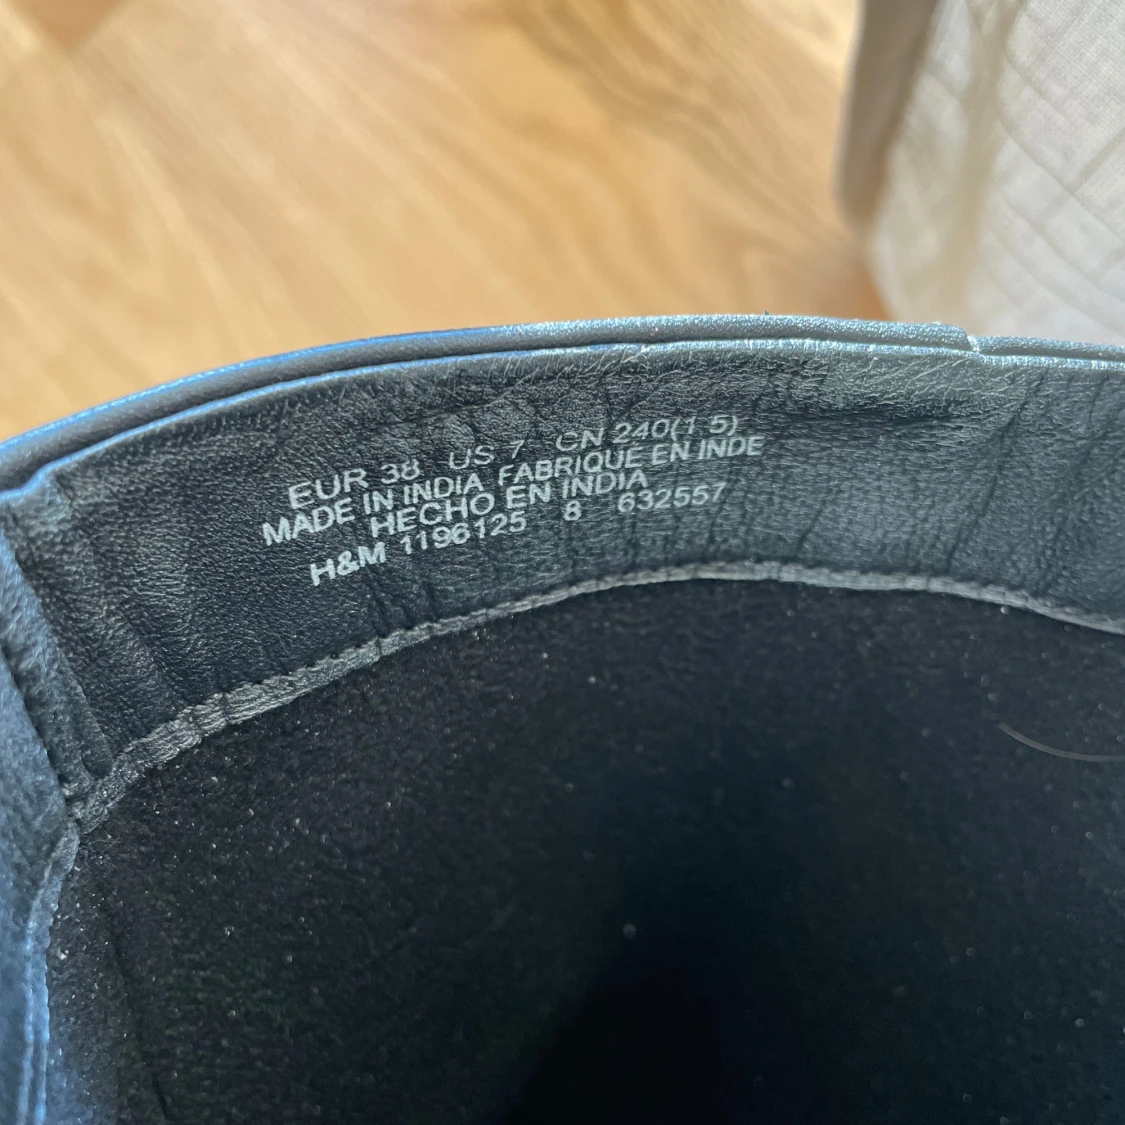 EUR 38 US 7 CN 240(1.5)
MADE IN INDIA FABRIQUE EN INDE
HECHO EN INDIA
H&M 1196125 8 632557